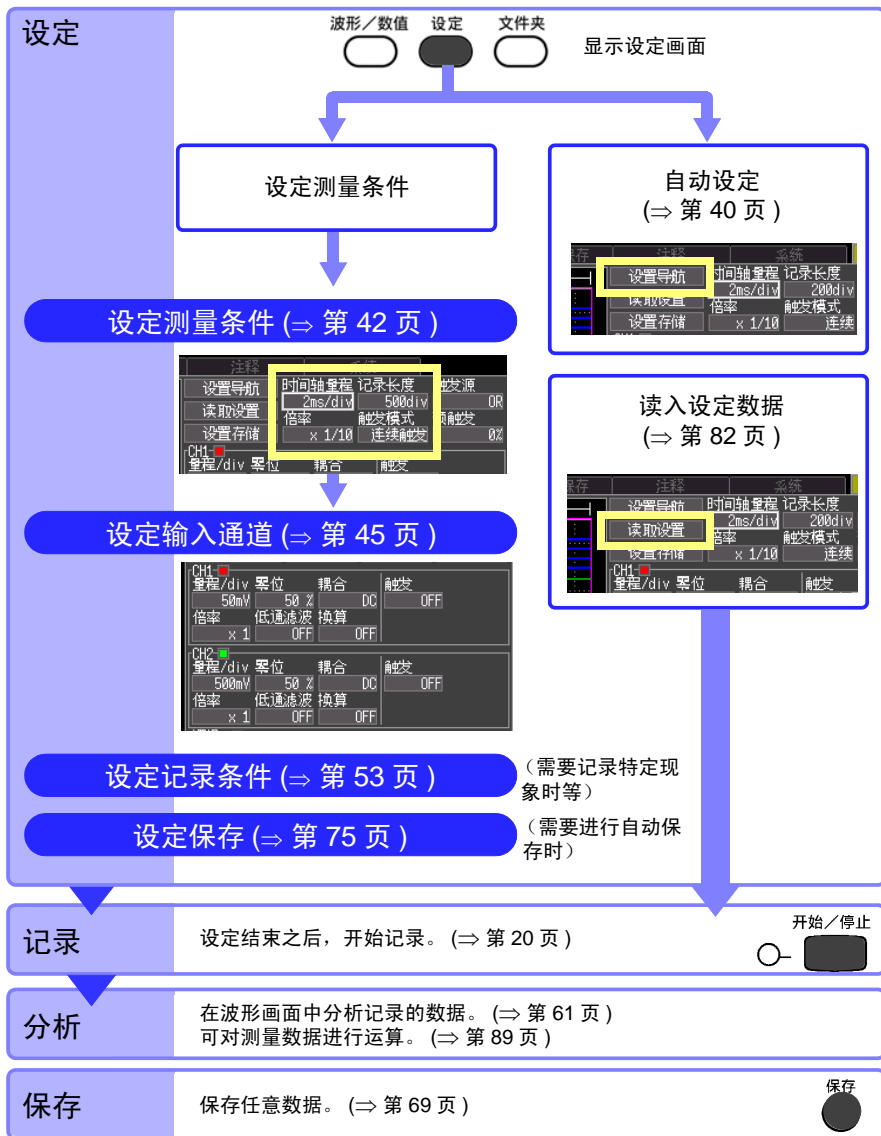 设定
波形／数值 设定 文件夹
显示设定画面
设定测量条件
自动设定
(⇒ 第 40 页 )
保存 注释 系统
设置导航 时间轴量程 记录长度
2ms/div 200div
读取设置 倍率 触发模式
设置存储 × 1/10 连续
设定测量条件 (⇒ 第 42 页 )
注释 系统
设置导航 时间轴量程 记录长度 触发源
2ms/div 500div OR
读取设置 倍率 触发模式 预触发
设置存储 × 1/10 连续触发 0%
CH1
量程/div 零位 耦合 触发
读入设定数据
(⇒ 第 82 页 )
保存 注释 系统
设置导航 时间轴量程 记录长度
2ms/div 200div
读取设置 倍率 触发模式
设置存储 × 1/10 连续
CH1
量程/div 零位 耦合 触发
设定输入通道 (⇒ 第 45 页 )
CH1
量程/div 零位 耦合 触发
50mV 50 % DC OFF
倍率 低通滤波 换算
× 1 OFF OFF
CH2
量程/div 零位 耦合 触发
500mV 50 % DC OFF
倍率 低通滤波 换算
× 1 OFF OFF
设定记录条件 (⇒ 第 53 页 )
（需要记录特定现
象时等）
设定保存 (⇒ 第 75 页 )
（需要进行自动保
存时）
记录
设定结束之后，开始记录。 (⇒ 第 20 页 )
开始／停止
分析
在波形画面中分析记录的数据。 (⇒ 第 61 页 )
可对测量数据进行运算。 (⇒ 第 89 页 )
保存
保存任意数据。 (⇒ 第 69 页 )
保存